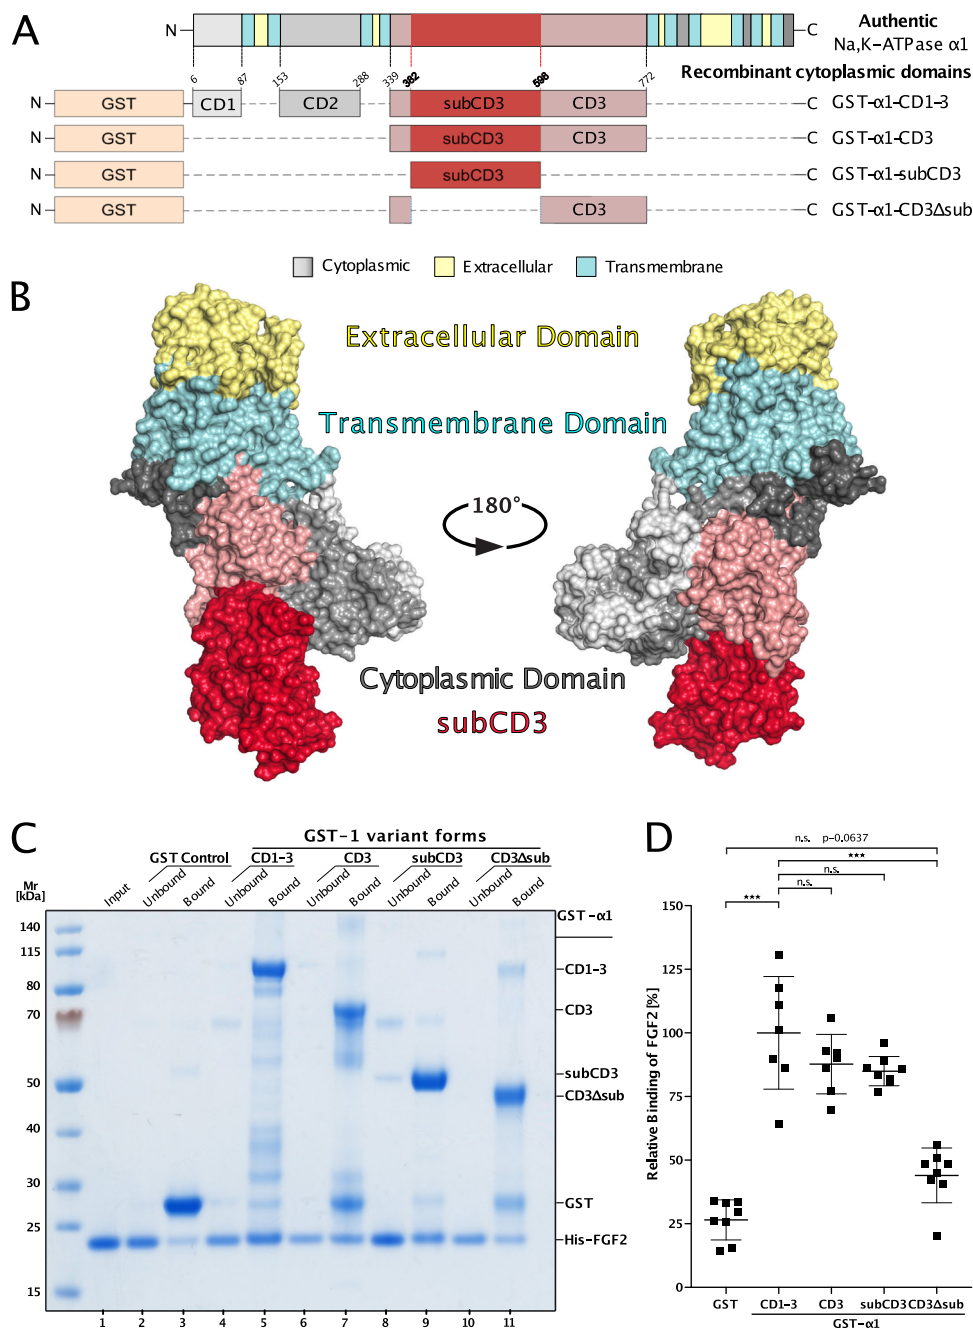 A
N
C
Authentic
Na,K-ATPase α1
6 87 153 288 339 382 598 772
Recombinant cytoplasmic domains
N GST CD1 CD2 subCD3 CD3 C GST-α1-CD1-3
N GST subCD3 CD3 C GST-α1-CD3
N GST subCD3 C GST-α1-subCD3
N GST CD3 C GST-α1-CD3Δsub
Cytoplasmic Extracellular Transmembrane
B
Extracellular Domain
Transmembrane Domain
180°
Cytoplasmic Domain
subCD3
C
GST-1 variant forms
GST Control CD1-3 CD3 subCD3 CD3Δsub
Mr
[kDa]
Input Unbound Bound Unbound Bound Unbound Bound Unbound Bound Unbound Bound
GST-α1
140
115
80
70
50
40
30
25
15
CD1-3
CD3
subCD3
CD3Δsub
GST
His-FGF2
1 2 3 4 5 6 7 8 9 10 11
D
n.s. p-0.0637
***
n.s.
n.s.
***
Relative Binding of FGF2 [%]
150
125
100
75
50
25
0
GST CD1-3 CD3 subCD3 CD3Δsub
GST-α1